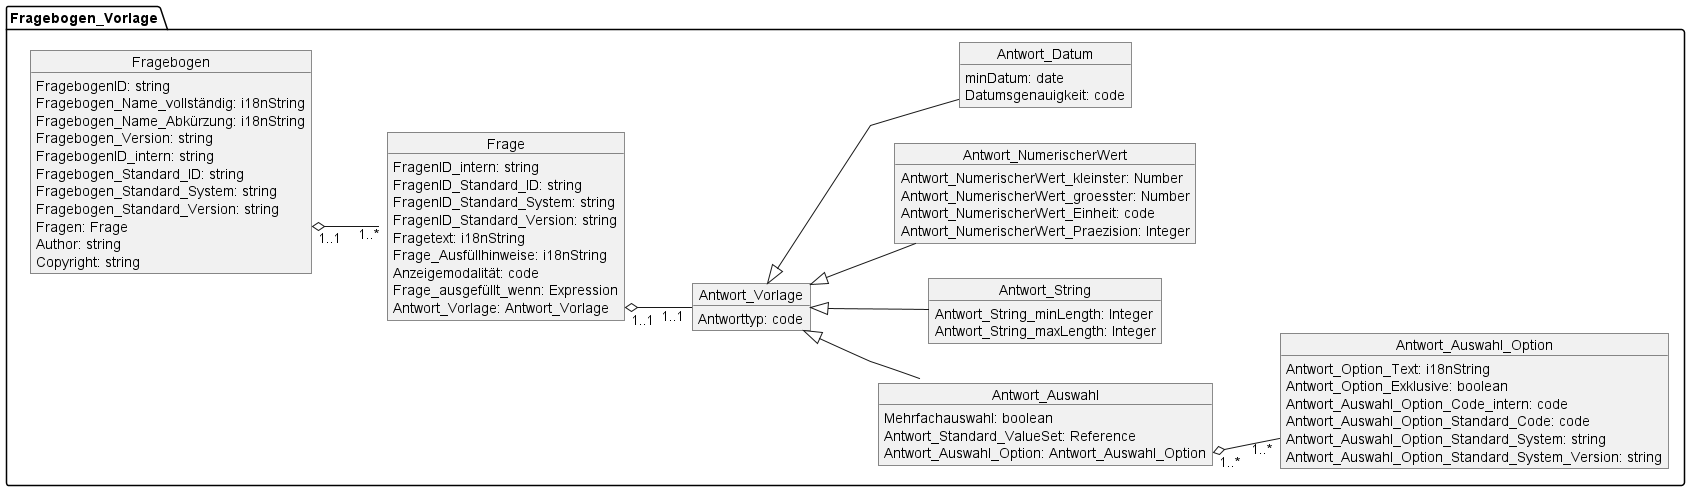 Fragebogen_Vorlage
Fragebogen
FragebogenID: string
Fragebogen_Name_vollständig: i18nString
Fragebogen_Name_Abkürzung: i18nString
Fragebogen_Version: string
FragebogenID_intern: string
Fragebogen_Standard_ID: string
Fragebogen_Standard_System: string
Fragebogen_Standard_Version: string
Fragen: Frage
Author: string
Copyright: string
1..1
1..*
Frage
FragenID_intern: string
FragenID_Standard_ID: string
FragenID_Standard_System: string
FragenID_Standard_Version: string
Fragetext: i18nString
Frage_Ausfüllhinweise: i18nString
Anzeigemodalität: code
Frage_ausgefüllt_wenn: Expression
Antwort_Vorlage: Antwort_Vorlage
1..1
1..1
Antwort_Vorlage
Antworttyp: code
Antwort_Datum
minDatum: date
Datumsgenauigkeit: code
Antwort_NumerischerWert
Antwort_NumerischerWert_kleinster: Number
Antwort_NumerischerWert_groesster: Number
Antwort_NumerischerWert_Einheit: code
Antwort_NumerischerWert_Praezision: Integer
Antwort_String
Antwort_String_minLength: Integer
Antwort_String_maxLength: Integer
Antwort_Auswahl
Mehrfachauswahl: boolean
Antwort_Standard_ValueSet: Reference
Antwort_Auswahl_Option: Antwort_Auswahl_Option
1..*
1..*
Antwort_Auswahl_Option
Antwort_Option_Text: i18nString
Antwort_Option_Exklusive: boolean
Antwort_Auswahl_Option_Code_intern: code
Antwort_Auswahl_Option_Standard_Code: code
Antwort_Auswahl_Option_Standard_System: string
Antwort_Auswahl_Option_Standard_System_Version: string